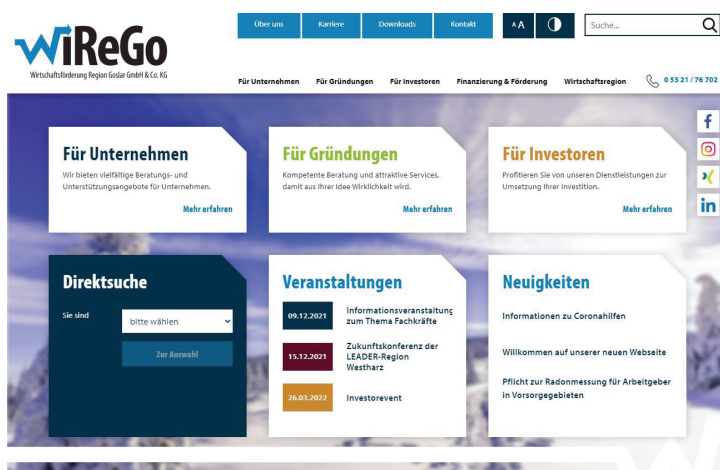 Über uns
Karriere
Downloads
Kontakt
A A
Suche...
WiReGo
Wirtschaftsförderung Region Goslar GmbH & Co. KG
Für Unternehmen
Für Gründungen
Für Investoren
Finanzierung & Förderung
Wirtschaftsregion
0 53 21 / 76 702
Für Unternehmen
Wir bieten vielfältige Beratungs- und
Unterstützungsangebote für Unternehmen.
Mehr erfahren
Für Gründungen
Kompetente Beratung und attraktive Services,
damit aus Ihrer Idee Wirklichkeit wird.
Mehr erfahren
Für Investoren
Profitieren Sie von unseren Dienstleistungen zur
Umsetzung Ihrer Investition.
Mehr erfahren
Direktsuche
Sie sind
bitte wählen
Zur Auswahl
Veranstaltungen
09.12.2021
Informationsveranstaltung
zum Thema Fachkräfte
15.12.2021
Zukunftskonferenz der
LEADER-Region
Westharz
26.03.2022
Investorevent
Neuigkeiten
Informationen zu Coronahilfen
Willkommen auf unserer neuen Webseite
Pflicht zur Radonmessung für Arbeitgeber
in Vorsorgegebieten